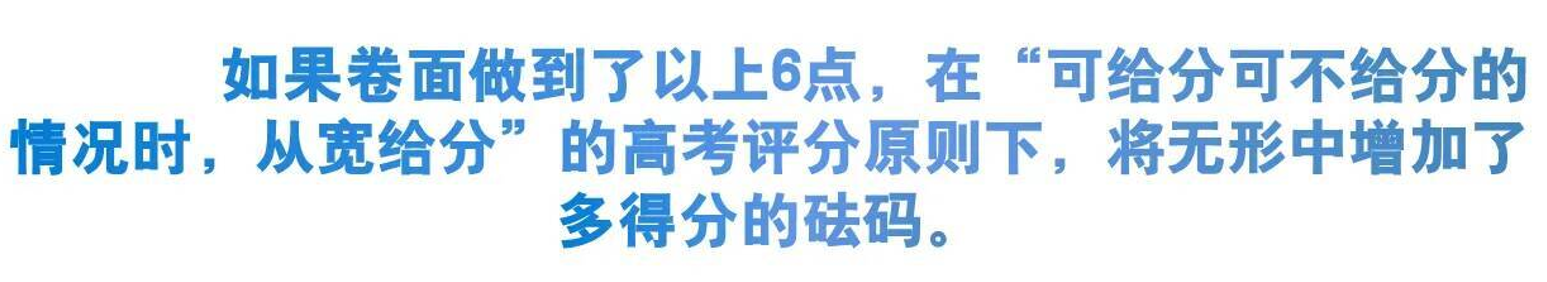 如果卷面做到了以上6点，在“可给分可不给分的
情况时，从宽给分”的高考评分原则下，将无形中增加了
多得分的砝码。